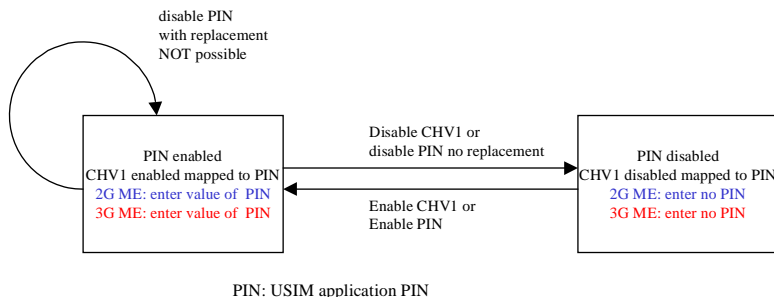 disable PIN
with replacement
NOT possible
PIN enabled
CHV1 enabled mapped to PIN
2G ME: enter value of PIN
3G ME: enter value of PIN
Disable CHV1 or
disable PIN no replacement
Enable CHV1 or
Enable PIN
PIN disabled
CHV1 disabled mapped to PIN
2G ME: enter no PIN
3G ME: enter no PIN
PIN: USIM application PIN